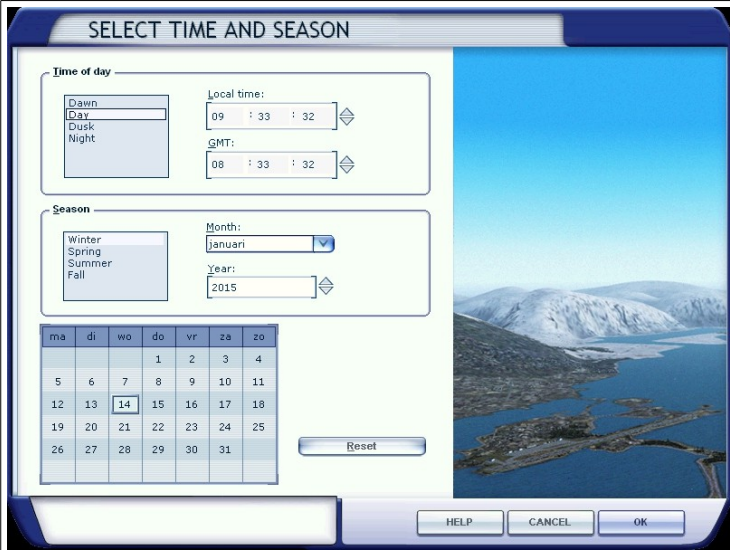 SELECT TIME AND SEASON
Time of day
Dawn
Day
Dusk
Night
Local time:
09 : 33 : 32
GMT:
08 : 33 : 32
Season
Winter
Spring
Summer
Fall
Month:
januari
Year:
2015
ma di wo do vr za zo
1 2 3 4
5 6 7 8 9 10 11
12 13 14 15 16 17 18
19 20 21 22 23 24 25
26 27 28 29 30 31
Reset
HELP CANCEL OK